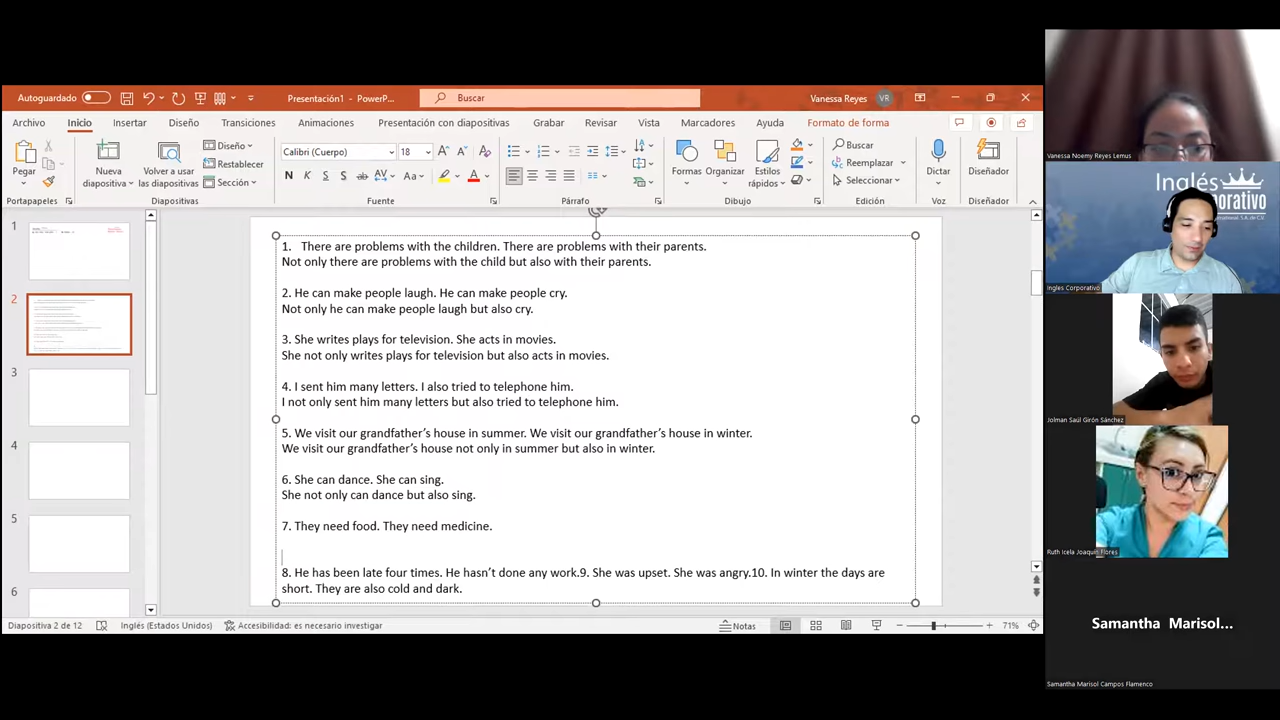 Autoguardado
Presentación1 - PowerP...
Buscar
Vanessa Reyes
VR
Archivo
Inicio
Insertar
Diseño
Transiciones
Animaciones
Presentación con diapositivas
Grabar
Revisar
Vista
Marcadores
Ayuda
Formato de forma
Pegar
Nueva
diapositiva
Volver a usar
las diapositivas
Diseño
Restablecer
Sección
Calibri (Cuerpo)
18
N K S S ab AV Aa A
Formas
Organizar
Estilos
rápidos
Buscar
Reemplazar
Seleccionar
Dictar
Diseñador
Portapapeles
Diapositivas
Fuente
Párrafo
Dibujo
Edición
Voz
Diseñador
1
2
3
4
5
6
1. There are problems with the children. There are problems with their parents.
Not only there are problems with the child but also with their parents.
2. He can make people laugh. He can make people cry.
Not only he can make people laugh but also cry.
3. She writes plays for television. She acts in movies.
She not only writes plays for television but also acts in movies.
4. I sent him many letters. I also tried to telephone him.
I not only sent him many letters but also tried to telephone him.
5. We visit our grandfather’s house in summer. We visit our grandfather’s house in winter.
We visit our grandfather’s house not only in summer but also in winter.
6. She can dance. She can sing.
She not only can dance but also sing.
7. They need food. They need medicine.
8. He has been late four times. He hasn’t done any work.9. She was upset. She was angry.10. In winter the days are
short. They are also cold and dark.
Diapositiva 2 de 12
Inglés (Estados Unidos)
Accesibilidad: es necesario investigar
Notas
71%
Vanessa Noemy Reyes Lemus
Inglés
Corporativo
Jolman Saúl Girón Sánchez
Ruth Icela Joaquin Flores
Samantha Marisol...
Samantha Marisol Campos Flamenco